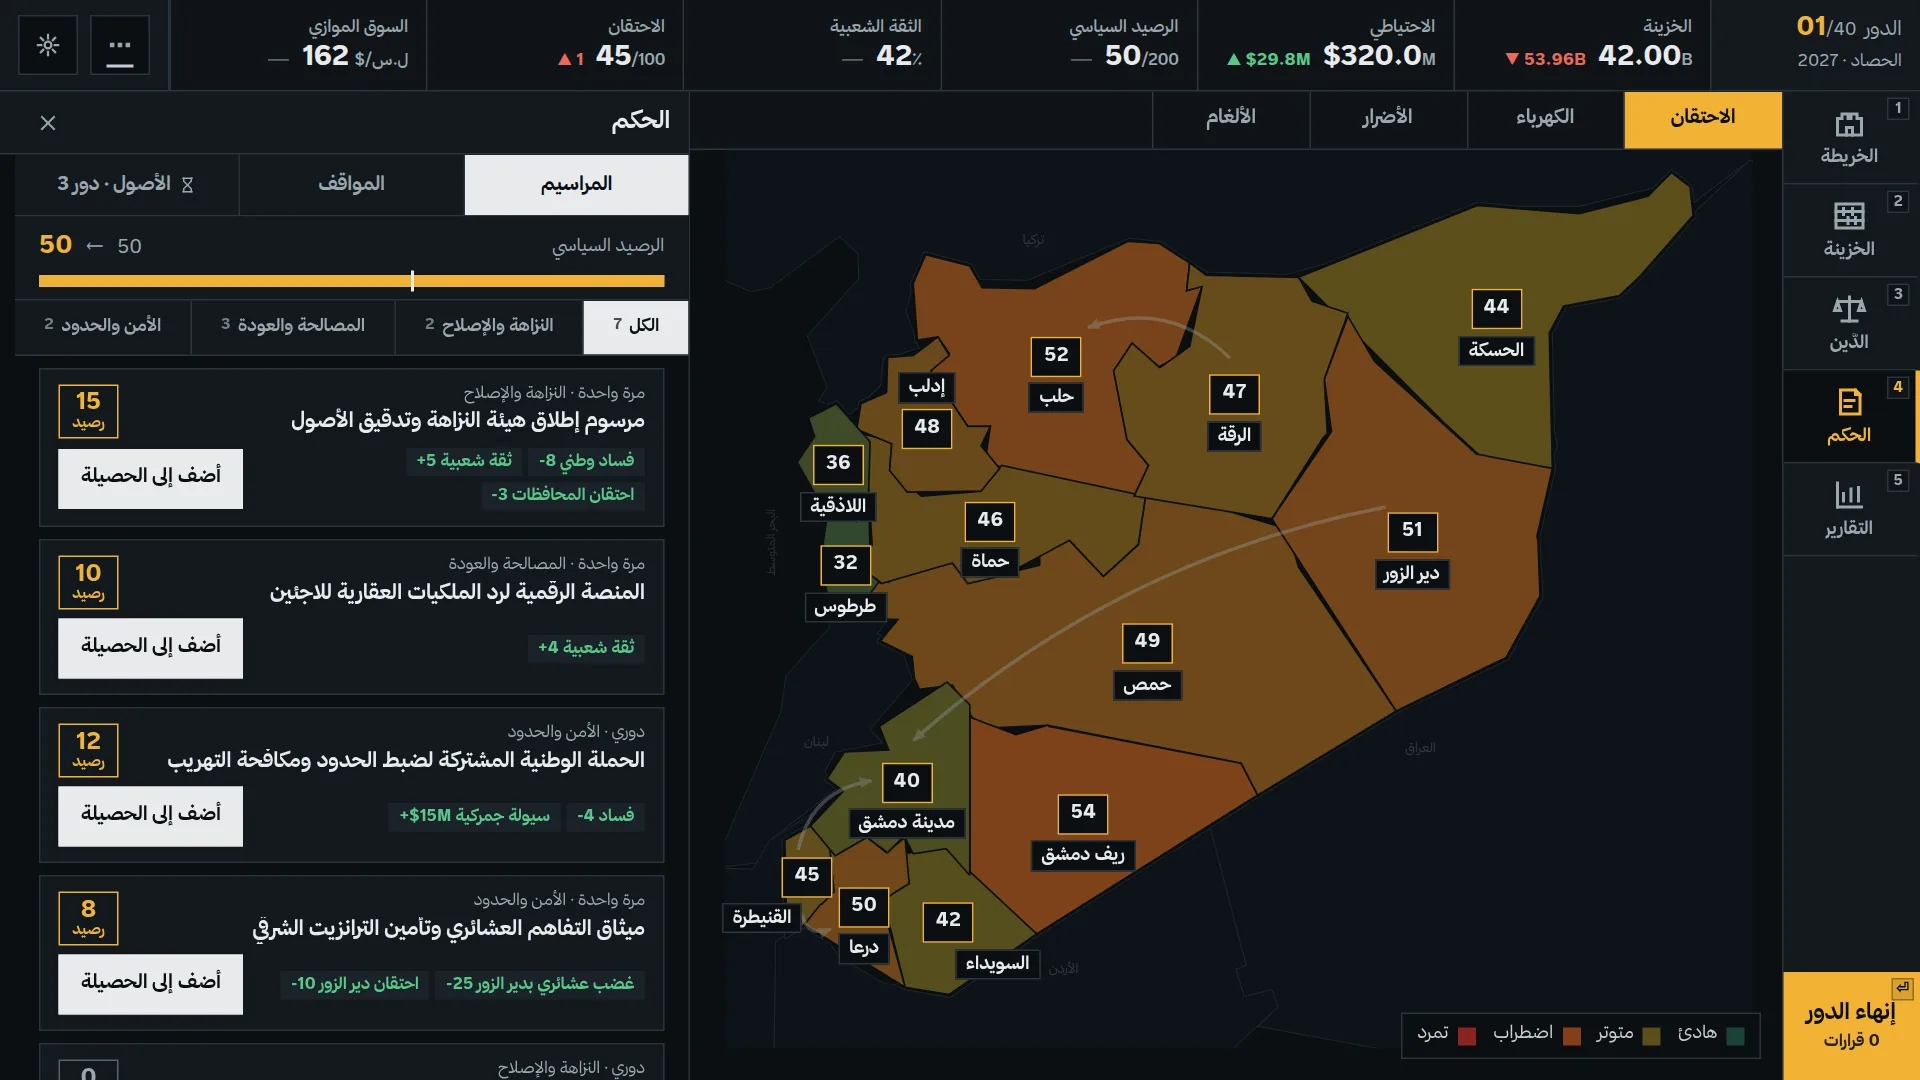 الدور 01/40
الحصاد · 2027
الخزينة
42.00B ▼ 53.96B
الاحتياطي
$320.0M ▲ $29.8M
الرصيد السياسي
50/200 —
الثقة الشعبية
42٪ —
الاحتقان
45/100 ▲ 1
السوق الموازي
162 ل.س/$ —
1
الخريطة
2
الخزينة
3
الدَّين
4
الحكم
5
التقارير
إنهاء الدور
0 قرارات
الاحتقان
الكهرباء
الأضرار
الألغام
تركيا
44
الحسكة
52
حلب
47
الرقة
إدلب
48
36
اللاذقية
46
حماة
32
طرطوس
51
دير الزور
49
حمص
40
مدينة دمشق
54
ريف دمشق
45
القنيطرة
50
درعا
42
السويداء
البحر المتوسط
لبنان
العراق
الأردن
هادئ
متوتر
اضطراب
تمرد
الحكم
المراسيم
المواقف
الأصول · دور 3
الرصيد السياسي
50 ← 50
الكل 7
النزاهة والإصلاح 2
المصالحة والعودة 3
الأمن والحدود 2
مرة واحدة · النزاهة والإصلاح
مرسوم إطلاق هيئة النزاهة وتدقيق الأصول
15 رصيد
فساد وطني 8-
ثقة شعبية 5+
احتقان المحافظات 3-
أضف إلى الحصيلة
مرة واحدة · المصالحة والعودة
المنصة الرقمية لرد الملكيات العقارية للاجئين
10 رصيد
ثقة شعبية 4+
أضف إلى الحصيلة
دوري · الأمن والحدود
الحملة الوطنية المشتركة لضبط الحدود ومكافحة التهريب
12 رصيد
فساد 4-
سيولة جمركية 15M$+
أضف إلى الحصيلة
مرة واحدة · الأمن والحدود
ميثاق التفاهم العشائري وتأمين الترانزيت الشرقي
8 رصيد
غضب عشائري بدير الزور 25-
احتقان دير الزور 10-
أضف إلى الحصيلة
دوري · النزاهة والإصلاح
0